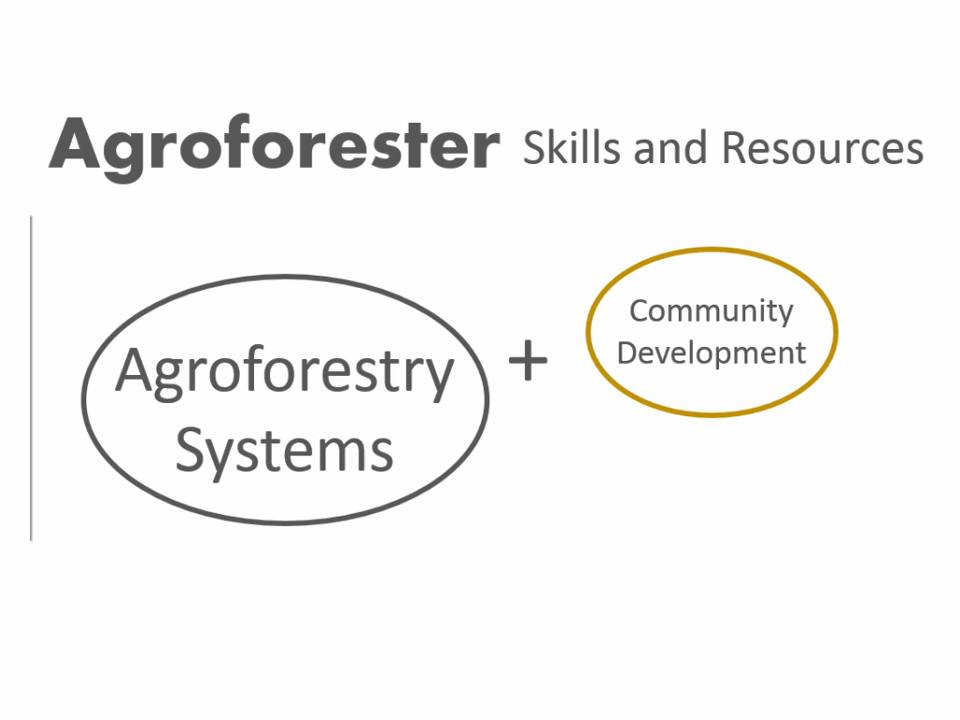 Agroforester Skills and Resources
Agroforestry
Systems
+
Community
Development